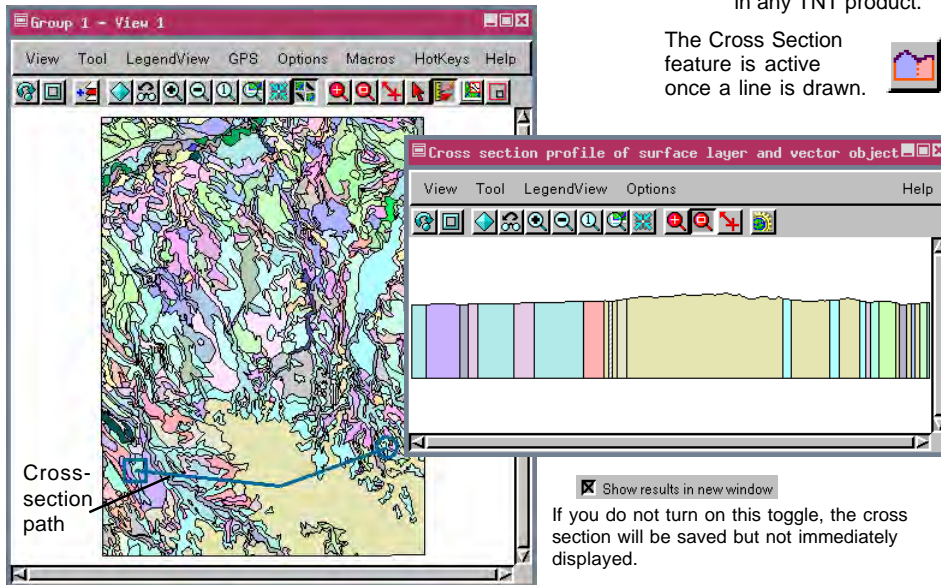 in any TNT product.
The Cross Section
feature is active
once a line is drawn.
Group 1 - View 1
View Tool LegendView GPS Options Macros HotKeys Help
Cross section profile of surface layer and vector object
View Tool LegendView Options Help
Cross-
section
path
Show results in new window
If you do not turn on this toggle, the cross
section will be saved but not immediately
displayed.